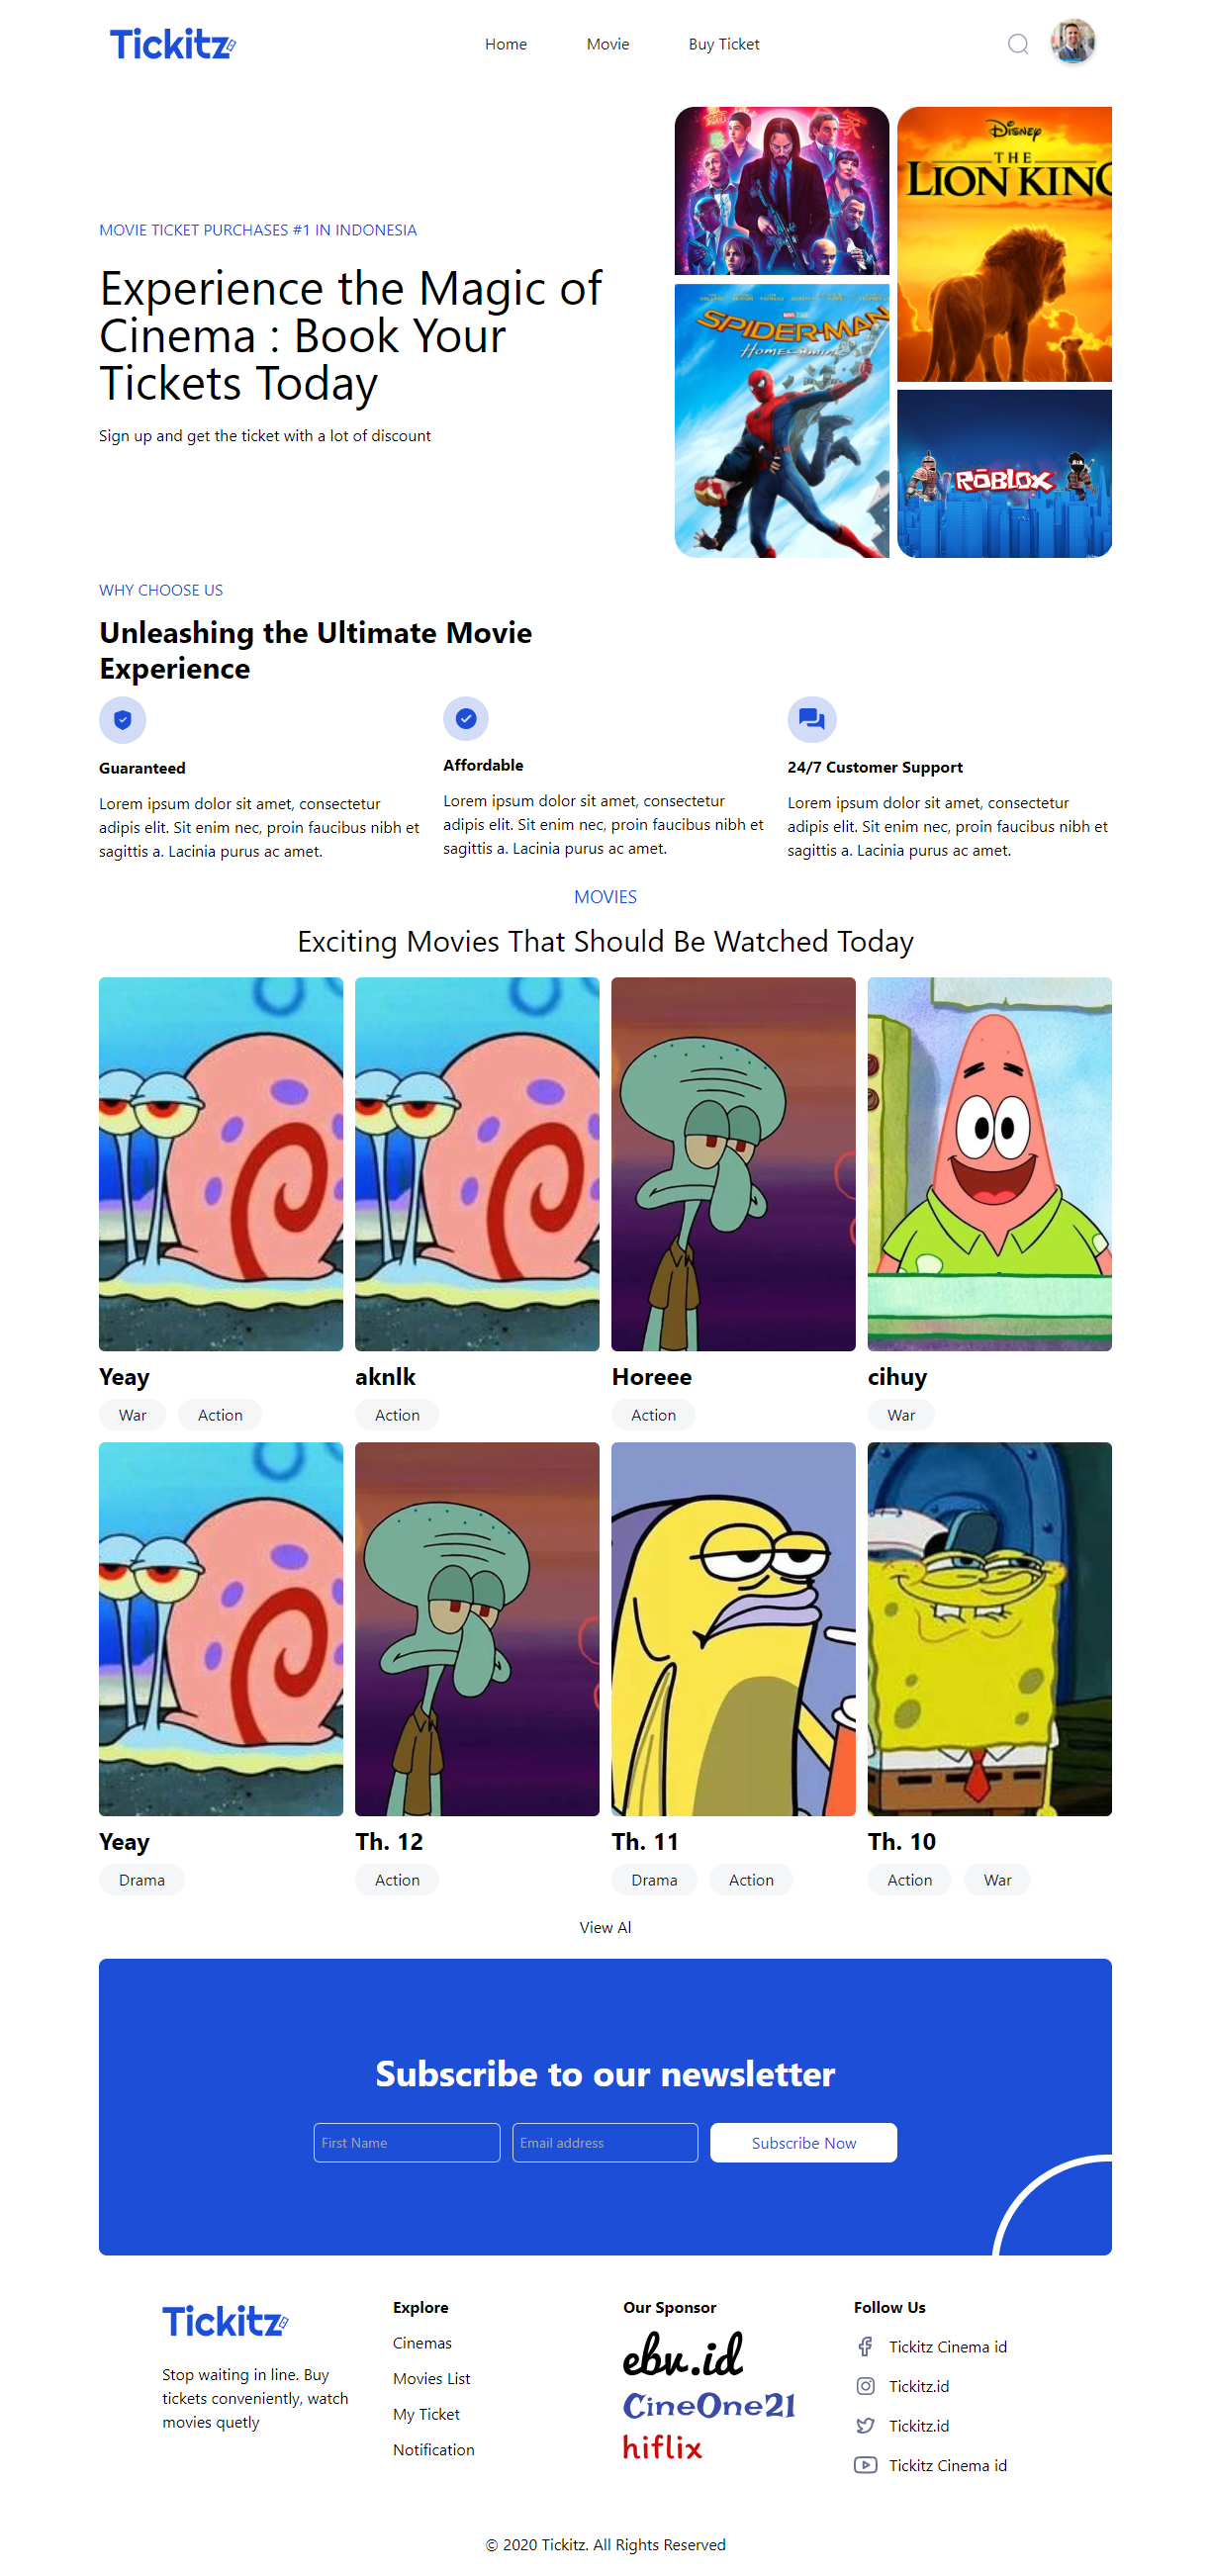 Tickitz
Home
Movie
Buy Ticket
MOVIE TICKET PURCHASES #1 IN INDONESIA
Experience the Magic of
Cinema : Book Your
Tickets Today
Sign up and get the ticket with a lot of discount
DISNEY
THE
LION KING
MARVEL
SPIDER-MAN
HOMECOMING
ROBLOX
WHY CHOOSE US
Unleashing the Ultimate Movie
Experience
Guaranteed
Lorem ipsum dolor sit amet, consectetur
adipis elit. Sit enim nec, proin faucibus nibh et
sagittis a. Lacinia purus ac amet.
Affordable
Lorem ipsum dolor sit amet, consectetur
adipis elit. Sit enim nec, proin faucibus nibh et
sagittis a. Lacinia purus ac amet.
24/7 Customer Support
Lorem ipsum dolor sit amet, consectetur
adipis elit. Sit enim nec, proin faucibus nibh et
sagittis a. Lacinia purus ac amet.
MOVIES
Exciting Movies That Should Be Watched Today
Yeay
War
Action
aknlk
Action
Horeee
Action
cihuy
War
Yeay
Drama
Th. 12
Action
Th. 11
Drama
Action
Th. 10
Action
War
View Al
Subscribe to our newsletter
First Name
Email address
Subscribe Now
Tickitz
Stop waiting in line. Buy
tickets conveniently, watch
movies quetly
Explore
Cinemas
Movies List
My Ticket
Notification
Our Sponsor
ebv.id
CineOne21
hiflix
Follow Us
Tickitz Cinema id
Tickitz.id
Tickitz.id
Tickitz Cinema id
© 2020 Tickitz. All Rights Reserved